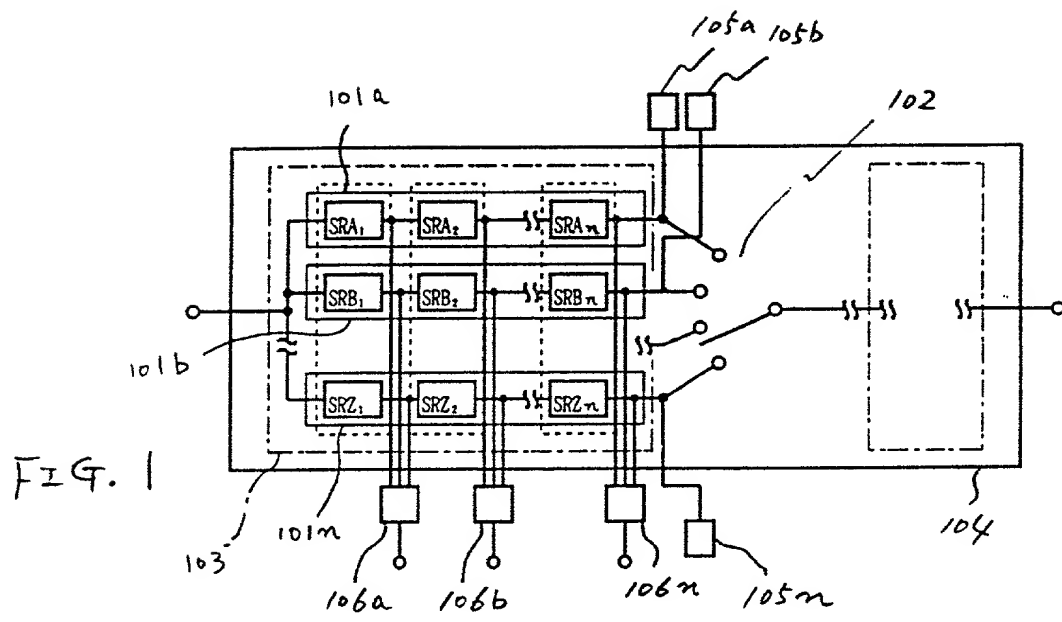 105a 105b
101a
102
SRA1 SRA2 SRAn
SRB1 SRB2 SRBn
101b
SRZ1 SRZ2 SRZn
FIG. 1
103
101n
104
106a 106b 106n 105n